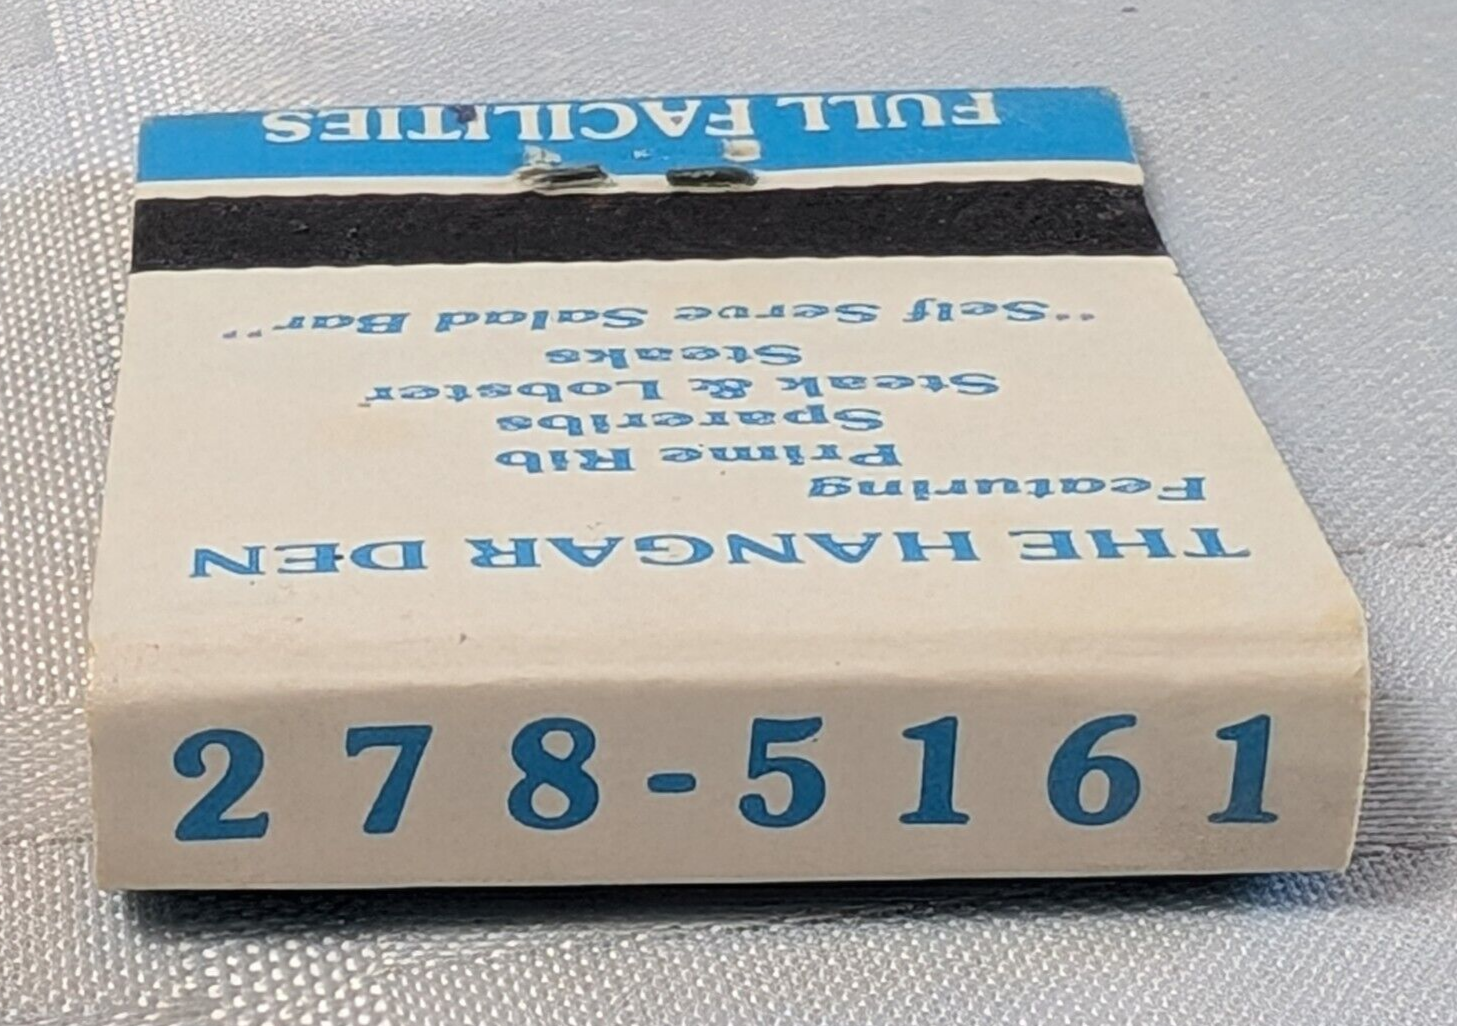 THE HANGAR DEN
Featuring
Prime Rib
Spareribs
Steak & Lobster
Steaks
"Self Serve Salad Bar"
FULL FACILITIES
278-5161